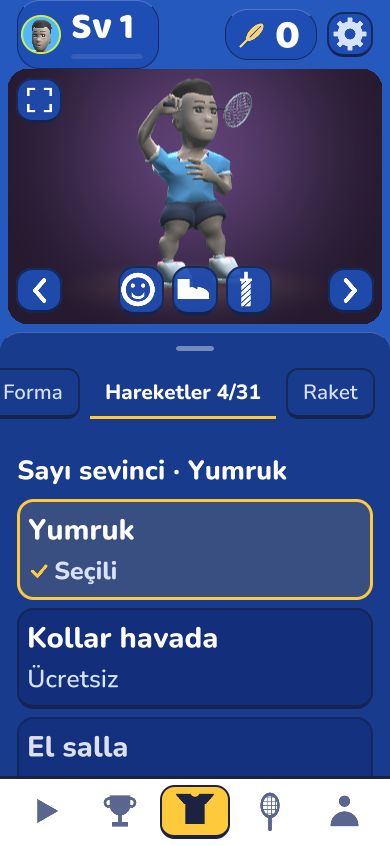 Sv 1
0
Forma
Hareketler 4/31
Raket
Sayı sevinci · Yumruk
Yumruk
Seçili
Kollar havada
Ücretsiz
El salla